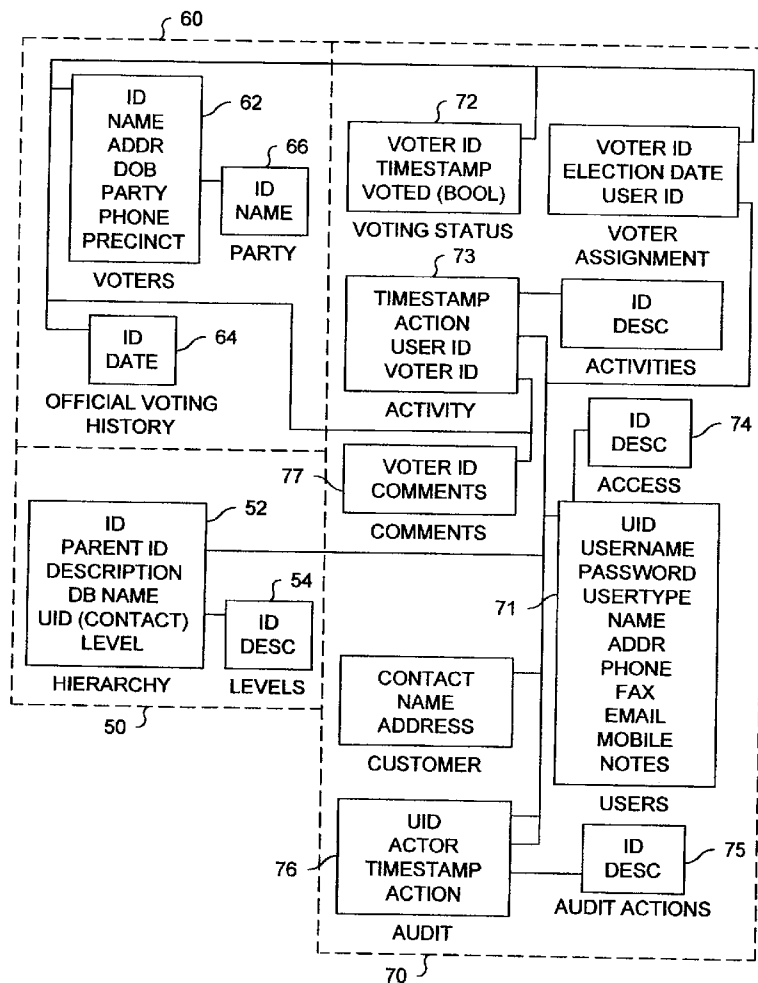 60
ID
NAME
ADDR
DOB
PARTY
PHONE
PRECINCT
62
VOTERS
66
ID
NAME
PARTY
ID
DATE
64
OFFICIAL VOTING
HISTORY
72
VOTER ID
TIMESTAMP
VOTED (BOOL)
VOTING STATUS
VOTER ID
ELECTION DATE
USER ID
VOTER
ASSIGNMENT
73
TIMESTAMP
ACTION
USER ID
VOTER ID
ACTIVITY
ID
DESC
ACTIVITIES
77
VOTER ID
COMMENTS
COMMENTS
ID
DESC
74
ACCESS
52
ID
PARENT ID
DESCRIPTION
DB NAME
UID (CONTACT)
LEVEL
HIERARCHY
54
ID
DESC
LEVELS
50
71
UID
USERNAME
PASSWORD
USERTYPE
NAME
ADDR
PHONE
FAX
EMAIL
MOBILE
NOTES
USERS
CONTACT
NAME
ADDRESS
CUSTOMER
76
UID
ACTOR
TIMESTAMP
ACTION
AUDIT
ID
DESC
75
AUDIT ACTIONS
70